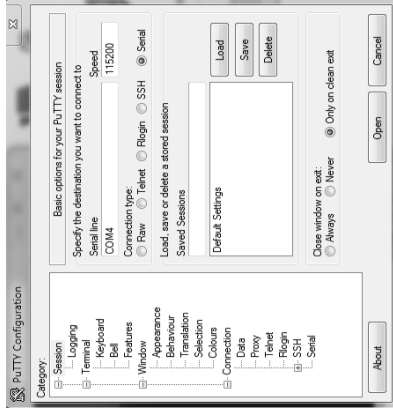 PuTTY Configuration
Category:
Session
Logging
Terminal
Keyboard
Bell
Features
Window
Appearance
Behaviour
Translation
Selection
Colours
Connection
Data
Proxy
Telnet
Rlogin
SSH
Serial
Basic options for your PuTTY session
Specify the destination you want to connect to
Serial line Speed
COM4 115200
Connection type:
Raw Telnet Rlogin SSH Serial
Load, save or delete a stored session
Saved Sessions
Default Settings
Load
Save
Delete
Close window on exit:
Always Never Only on clean exit
About Open Cancel